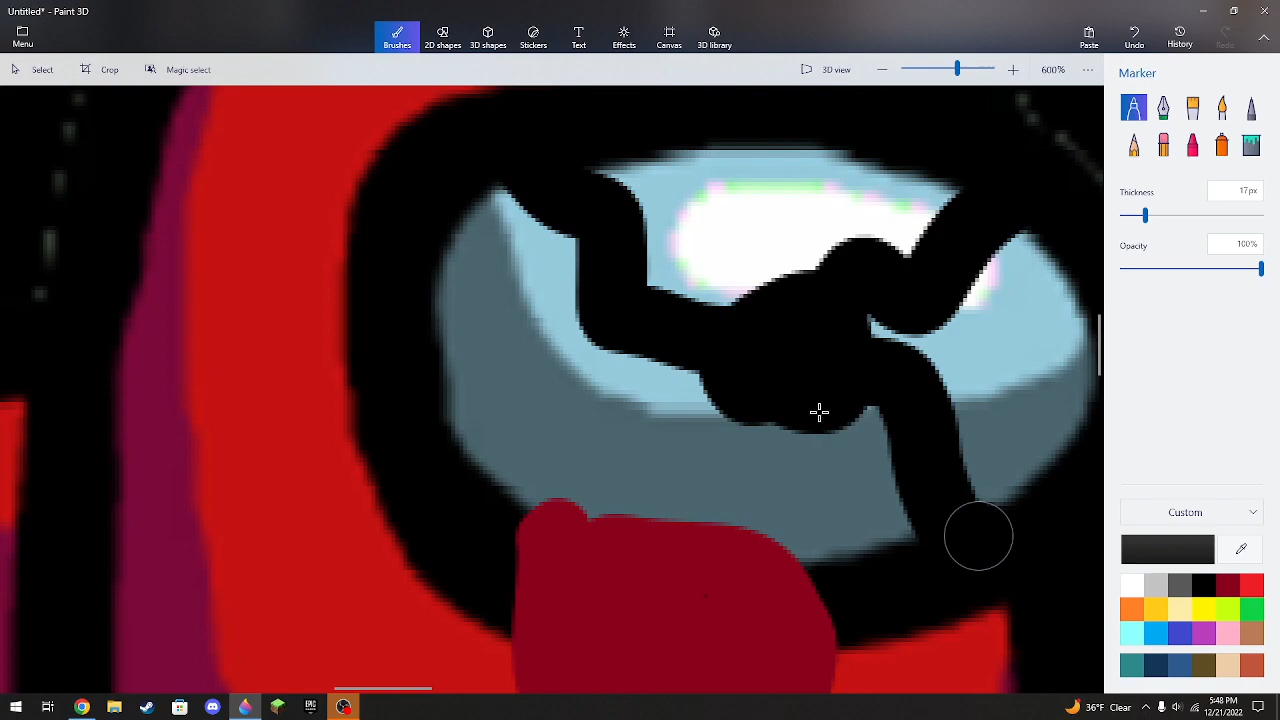 Untitled* - Paint 3D
Menu
Brushes
2D shapes
3D shapes
Stickers
Text
Effects
Canvas
3D library
Paste
Undo
History
Redo
Select
Crop
Magic select
3D view
600%
Marker
Thickness
17px
Opacity
100%
Custom
EPIC
36°F Clear
5:48 PM
12/21/2022